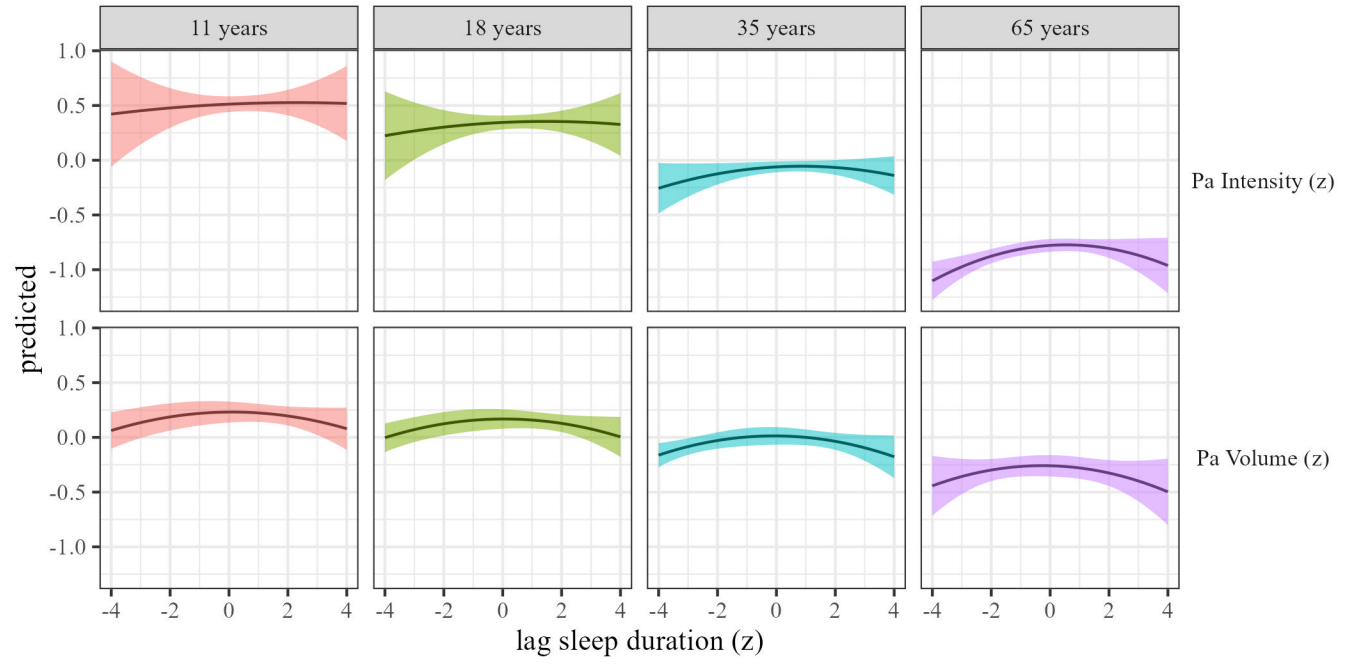 11 years
18 years
35 years
65 years
predicted
1.0
0.5
0.0
-0.5
-1.0
Pa Intensity (z)
1.0
0.5
0.0
-0.5
-1.0
Pa Volume (z)
-4 -2 0 2 4
-4 -2 0 2 4
-4 -2 0 2 4
-4 -2 0 2 4
lag sleep duration (z)